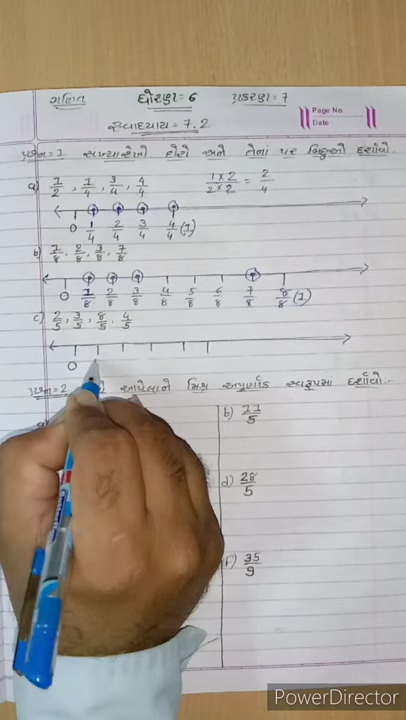 ગણિત ધોરણ = 6 પ્રકરણ = 7
Page No.
Date
સ્વાધ્યાય = 7.2
પ્રશ્ન = 1 સંખ્યારેખા દોરો અને તેનાં પર બિંદુઓ દર્શાવો.
a) 1/2, 1/4, 3/4, 4/4 1×2/2×2 = 2/4
0 1/4 2/4 3/4 4/4 (1)
b) 1/8, 2/8, 3/8, 7/8
0 1/8 2/8 3/8 4/8 5/8 6/8 7/8 8/8 (1)
c) 2/5, 3/5, 8/5, 4/5
0
પ્રશ્ન = 2 આપેલાને મિશ્ર અપૂર્ણાંક સ્વરૂપમાં દર્શાવો.
b) 11/5
d) 28/5
f) 35/9
PowerDirector